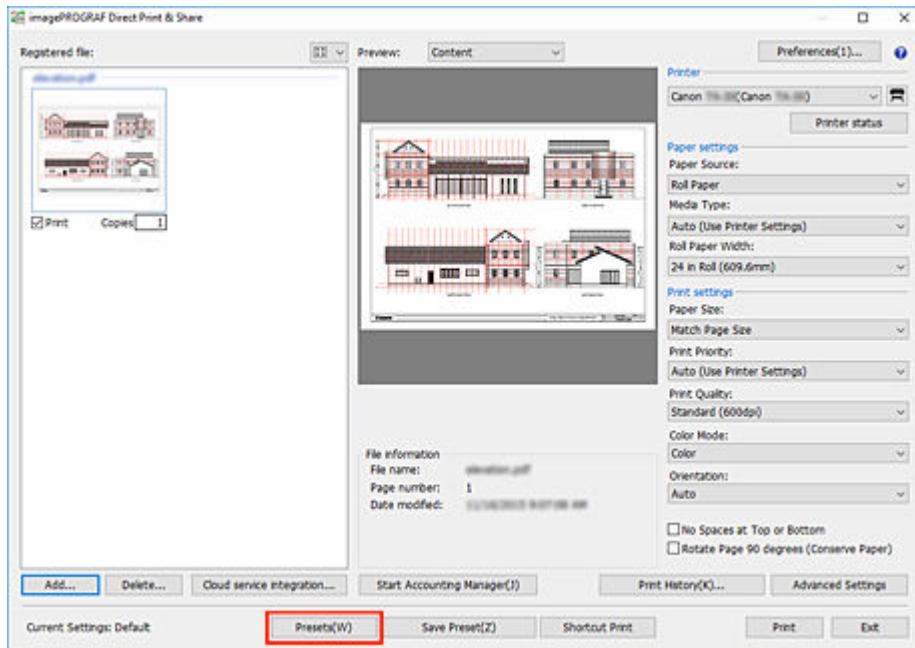 imagePROGRAF Direct Print & Share
Registered file:
Preview: Content
Preferences(1)...
Printer
Canon (Canon )
Printer status
Paper settings
Paper Source:
Roll Paper
Media Type:
Auto (Use Printer Settings)
Roll Paper Width:
24 in Roll (609.6mm)
Print settings
Paper Size:
Match Page Size
Print Priority:
Auto (Use Printer Settings)
Print Quality:
Standard (600dpi)
Color Mode:
Color
Orientation:
Auto
No Spaces at Top or Bottom
Rotate Page 90 degrees (Conserve Paper)
Print Copies 1
File information
File name:
Page number: 1
Date modified:
Add... Delete... Cloud service integration... Start Accounting Manager(J) Print History(K)... Advanced Settings
Current Settings: Default Presets(W) Save Preset(Z) Shortcut Print Print Exit